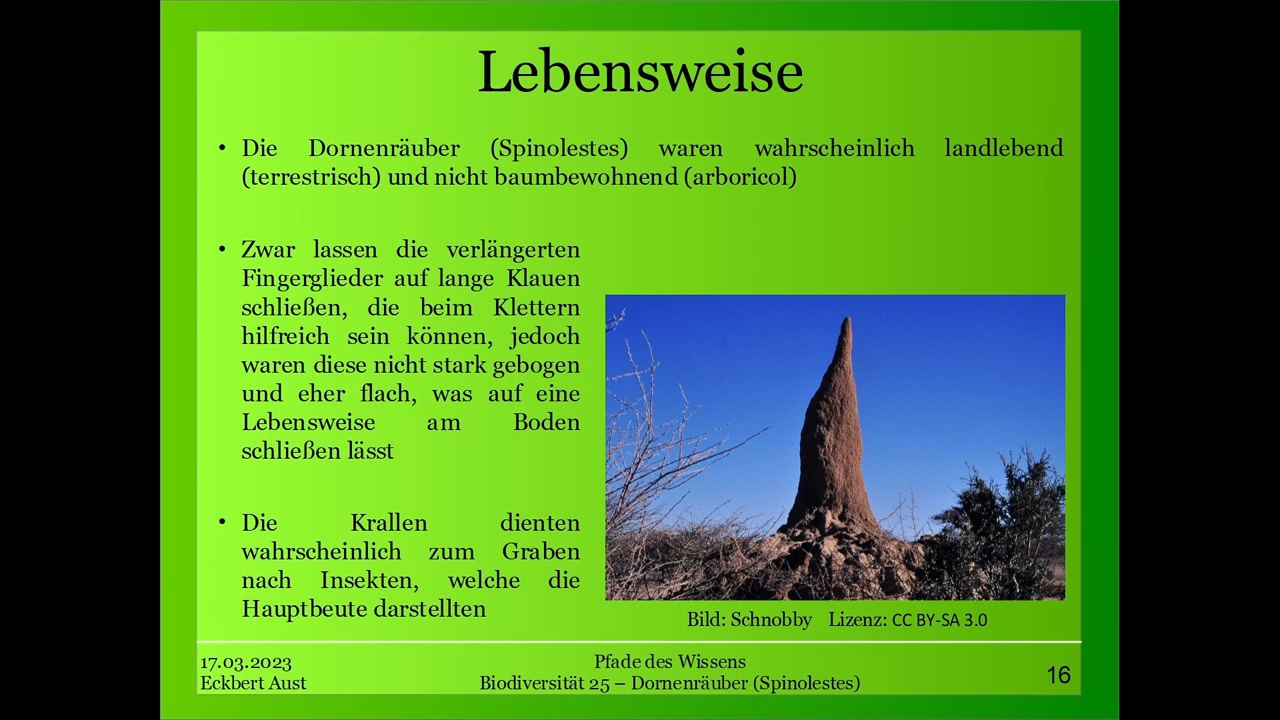 Lebensweise
• Die Dornenräuber (Spinolestes) waren wahrscheinlich landlebend
(terrestrisch) und nicht baumbewohnend (arboricol)
• Zwar lassen die verlängerten
Fingerglieder auf lange Klauen
schließen, die beim Klettern
hilfreich sein können, jedoch
waren diese nicht stark gebogen
und eher flach, was auf eine
Lebensweise am Boden
schließen lässt
• Die Krallen dienten
wahrscheinlich zum Graben
nach Insekten, welche die
Hauptbeute darstellten
Bild: Schnobby Lizenz: CC BY-SA 3.0
17.03.2023
Eckbert Aust
Pfade des Wissens
Biodiversität 25 – Dornenräuber (Spinolestes)
16